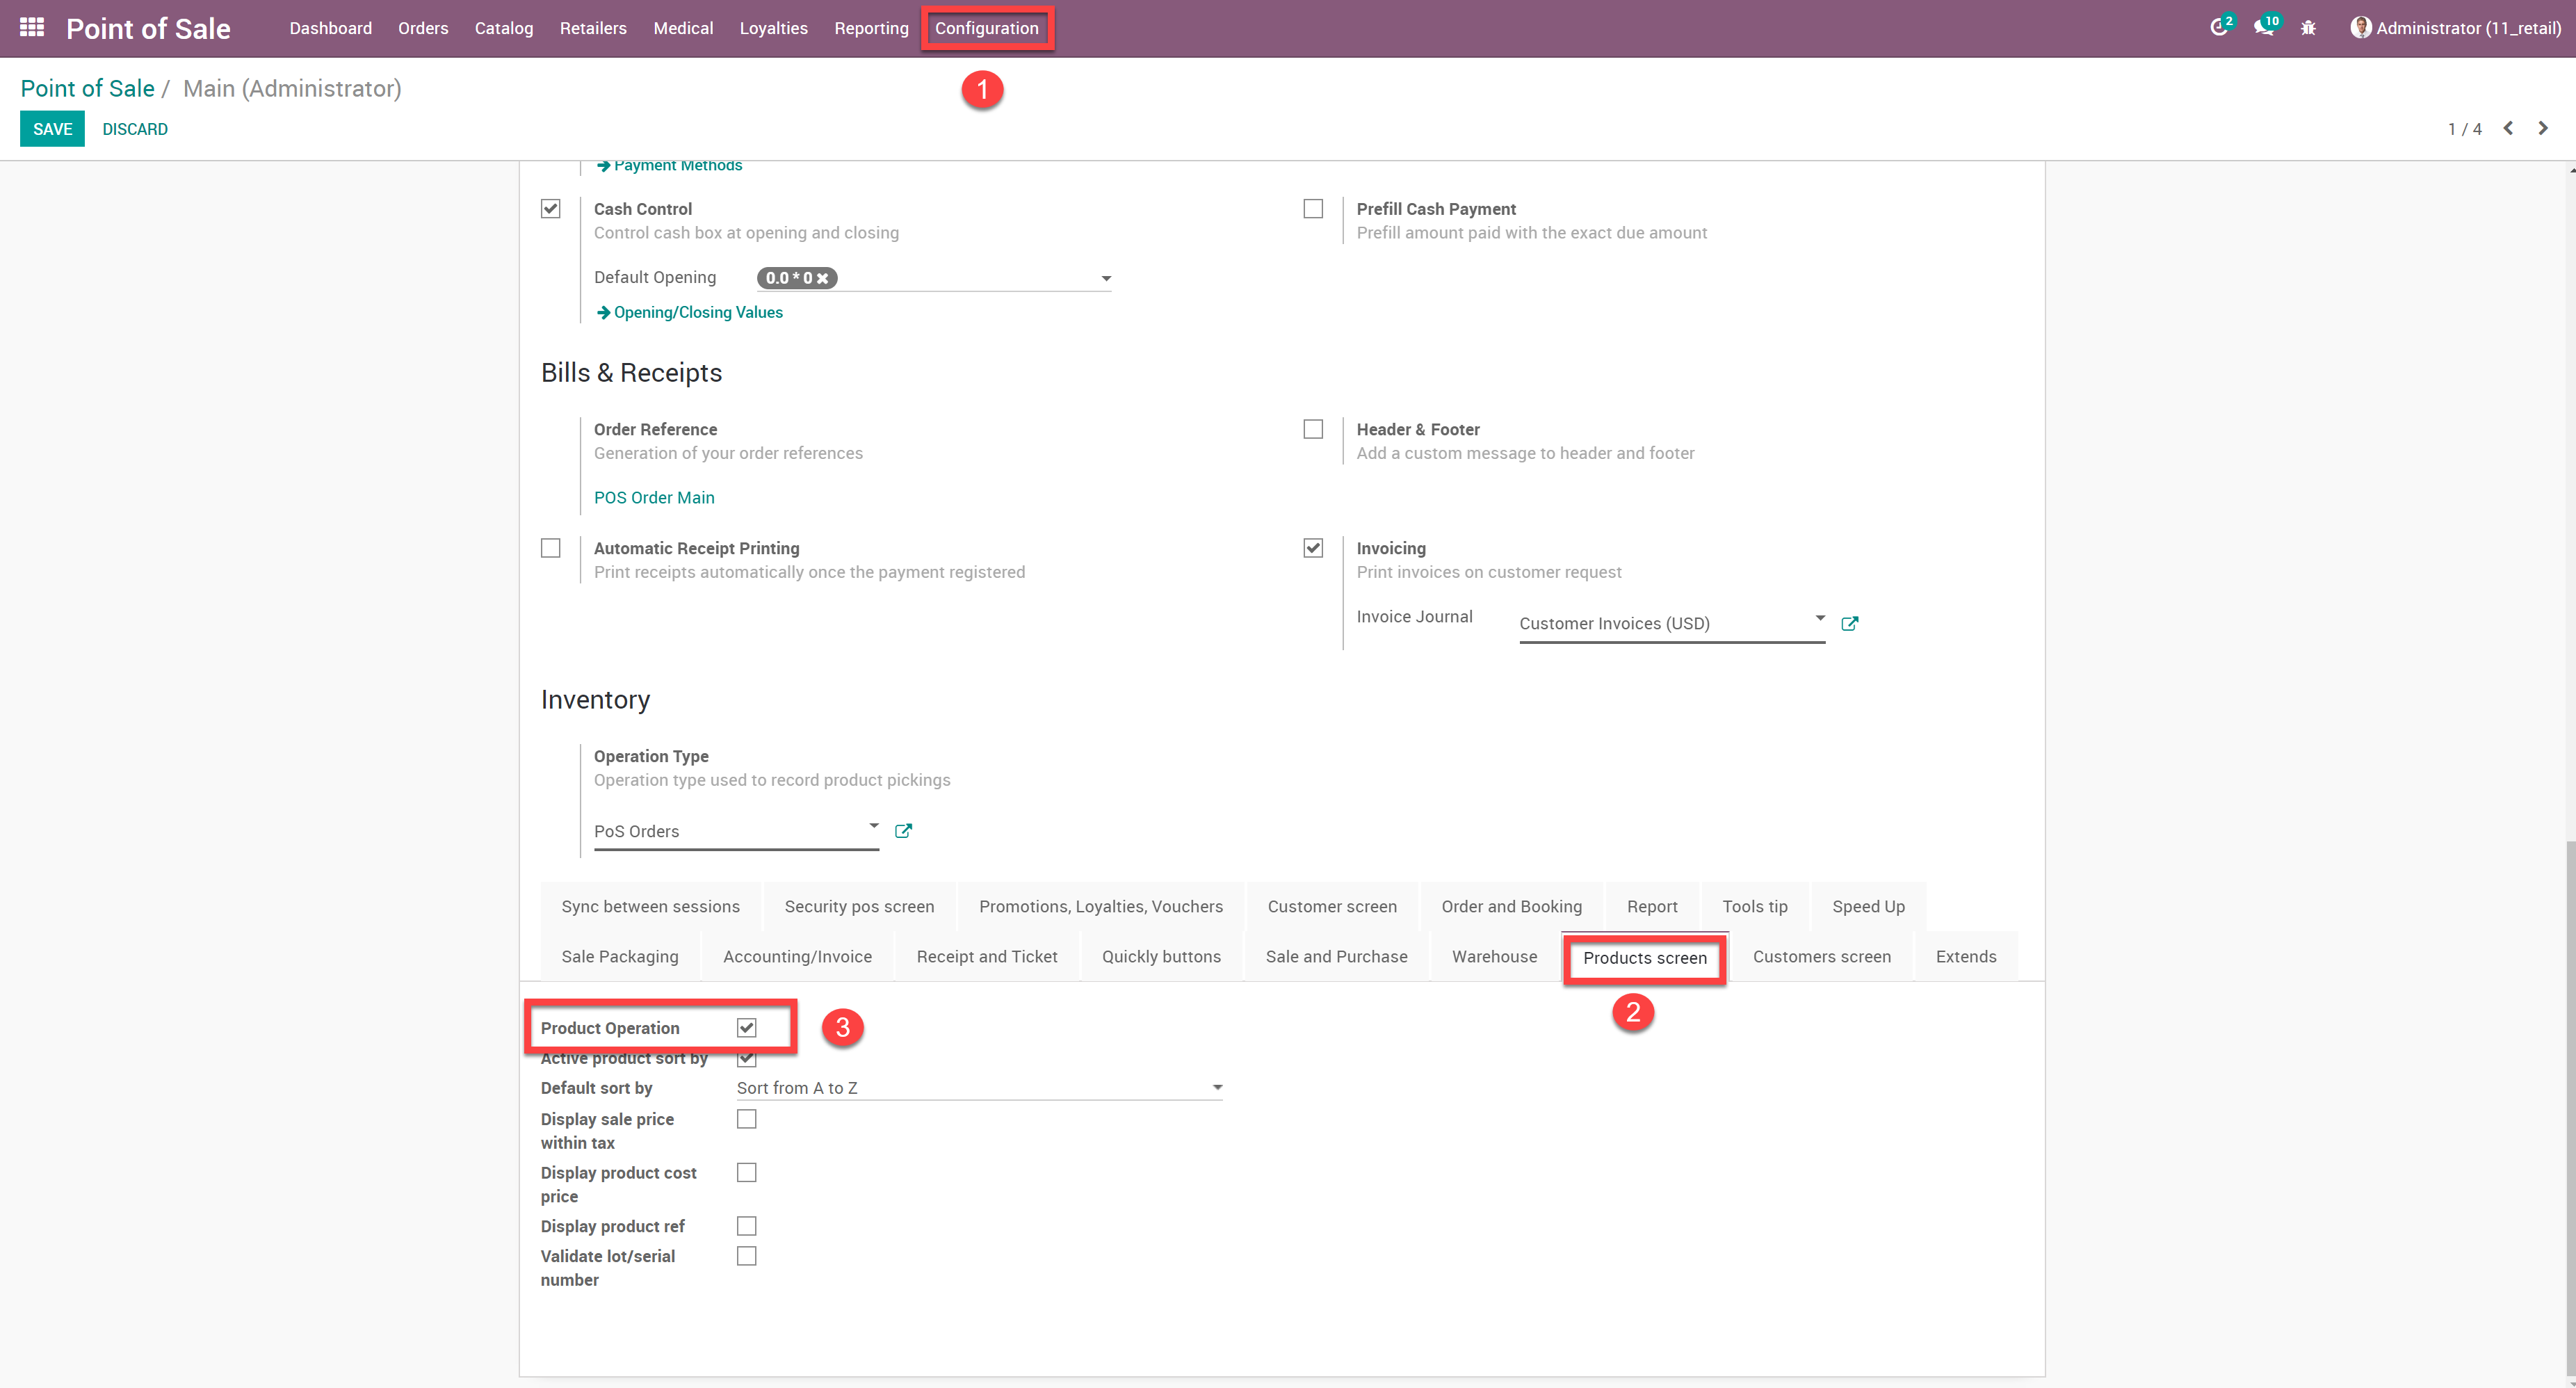 Point of Sale Dashboard Orders Catalog Retailers Medical Loyalties Reporting Configuration 2 10 Administrator (11_retail)
1
Point of Sale / Main (Administrator)
SAVE DISCARD 1 / 4
Payment Methods
Cash Control Prefill Cash Payment
Control cash box at opening and closing Prefill amount paid with the exact due amount
Default Opening 0.0 * 0
Opening/Closing Values
Bills & Receipts
Order Reference Header & Footer
Generation of your order references Add a custom message to header and footer
POS Order Main
Automatic Receipt Printing Invoicing
Print receipts automatically once the payment registered Print invoices on customer request
Invoice Journal Customer Invoices (USD)
Inventory
Operation Type
Operation type used to record product pickings
PoS Orders
Sync between sessions Security pos screen Promotions, Loyalties, Vouchers Customer screen Order and Booking Report Tools tip Speed Up
Sale Packaging Accounting/Invoice Receipt and Ticket Quickly buttons Sale and Purchase Warehouse Products screen Customers screen Extends
2
Product Operation 3
Active product sort by
Default sort by Sort from A to Z
Display sale price
within tax
Display product cost
price
Display product ref
Validate lot/serial
number